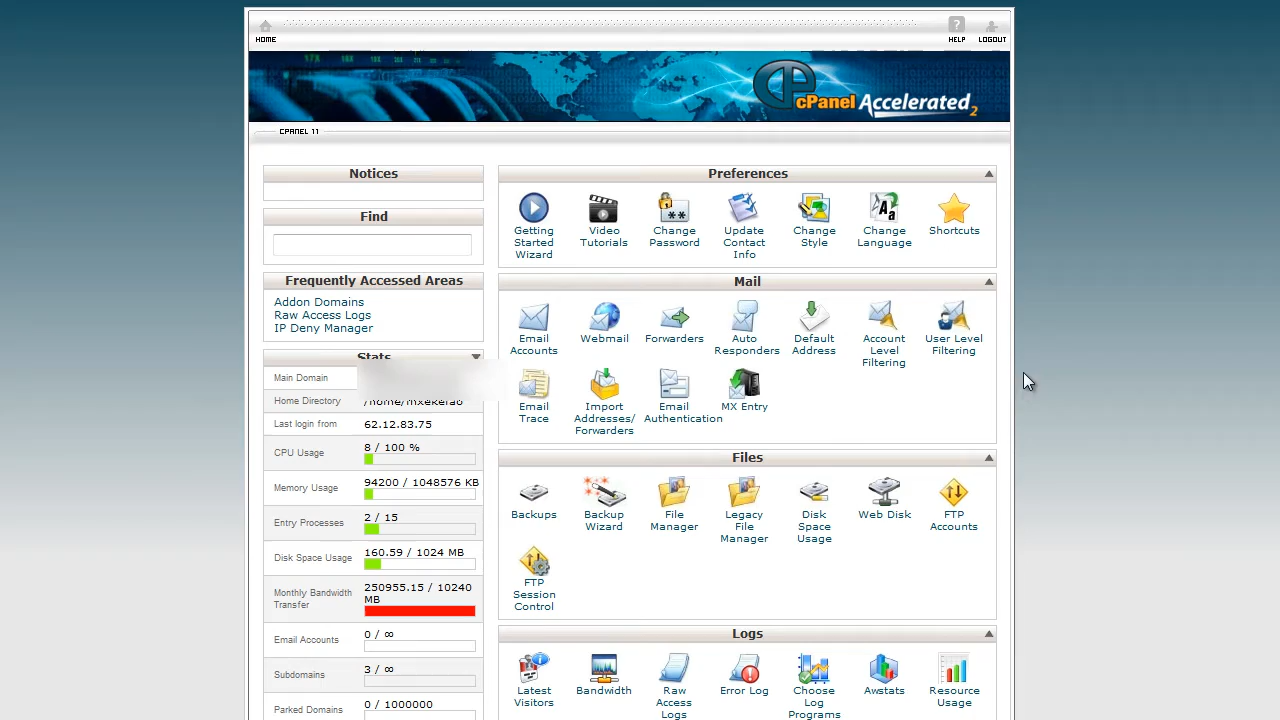 HOME
HELP
LOGOUT
cPanel Accelerated2
CPANEL 11
Notices
Find
Frequently Accessed Areas
Addon Domains
Raw Access Logs
IP Deny Manager
Stats
Main Domain
Home Directory
Last login from 62.12.83.75
CPU Usage 8 / 100 %
Memory Usage 94200 / 1048576 KB
Entry Processes 2 / 15
Disk Space Usage 160.59 / 1024 MB
Monthly Bandwidth Transfer
250955.15 / 10240 MB
Email Accounts 0 / ∞
Subdomains 3 / ∞
Parked Domains 0 / 1000000
Preferences
Getting Started Wizard
Video Tutorials
Change Password
Update Contact Info
Change Style
Change Language
Shortcuts
Mail
Email Accounts
Webmail
Forwarders
Auto Responders
Default Address
Account Level Filtering
User Level Filtering
Email Trace
Import Addresses/ Forwarders
Email Authentication
MX Entry
Files
Backups
Backup Wizard
File Manager
Legacy File Manager
Disk Space Usage
Web Disk
FTP Accounts
FTP Session Control
Logs
Latest Visitors
Bandwidth
Raw Access Logs
Error Log
Choose Log Programs
Awstats
Resource Usage